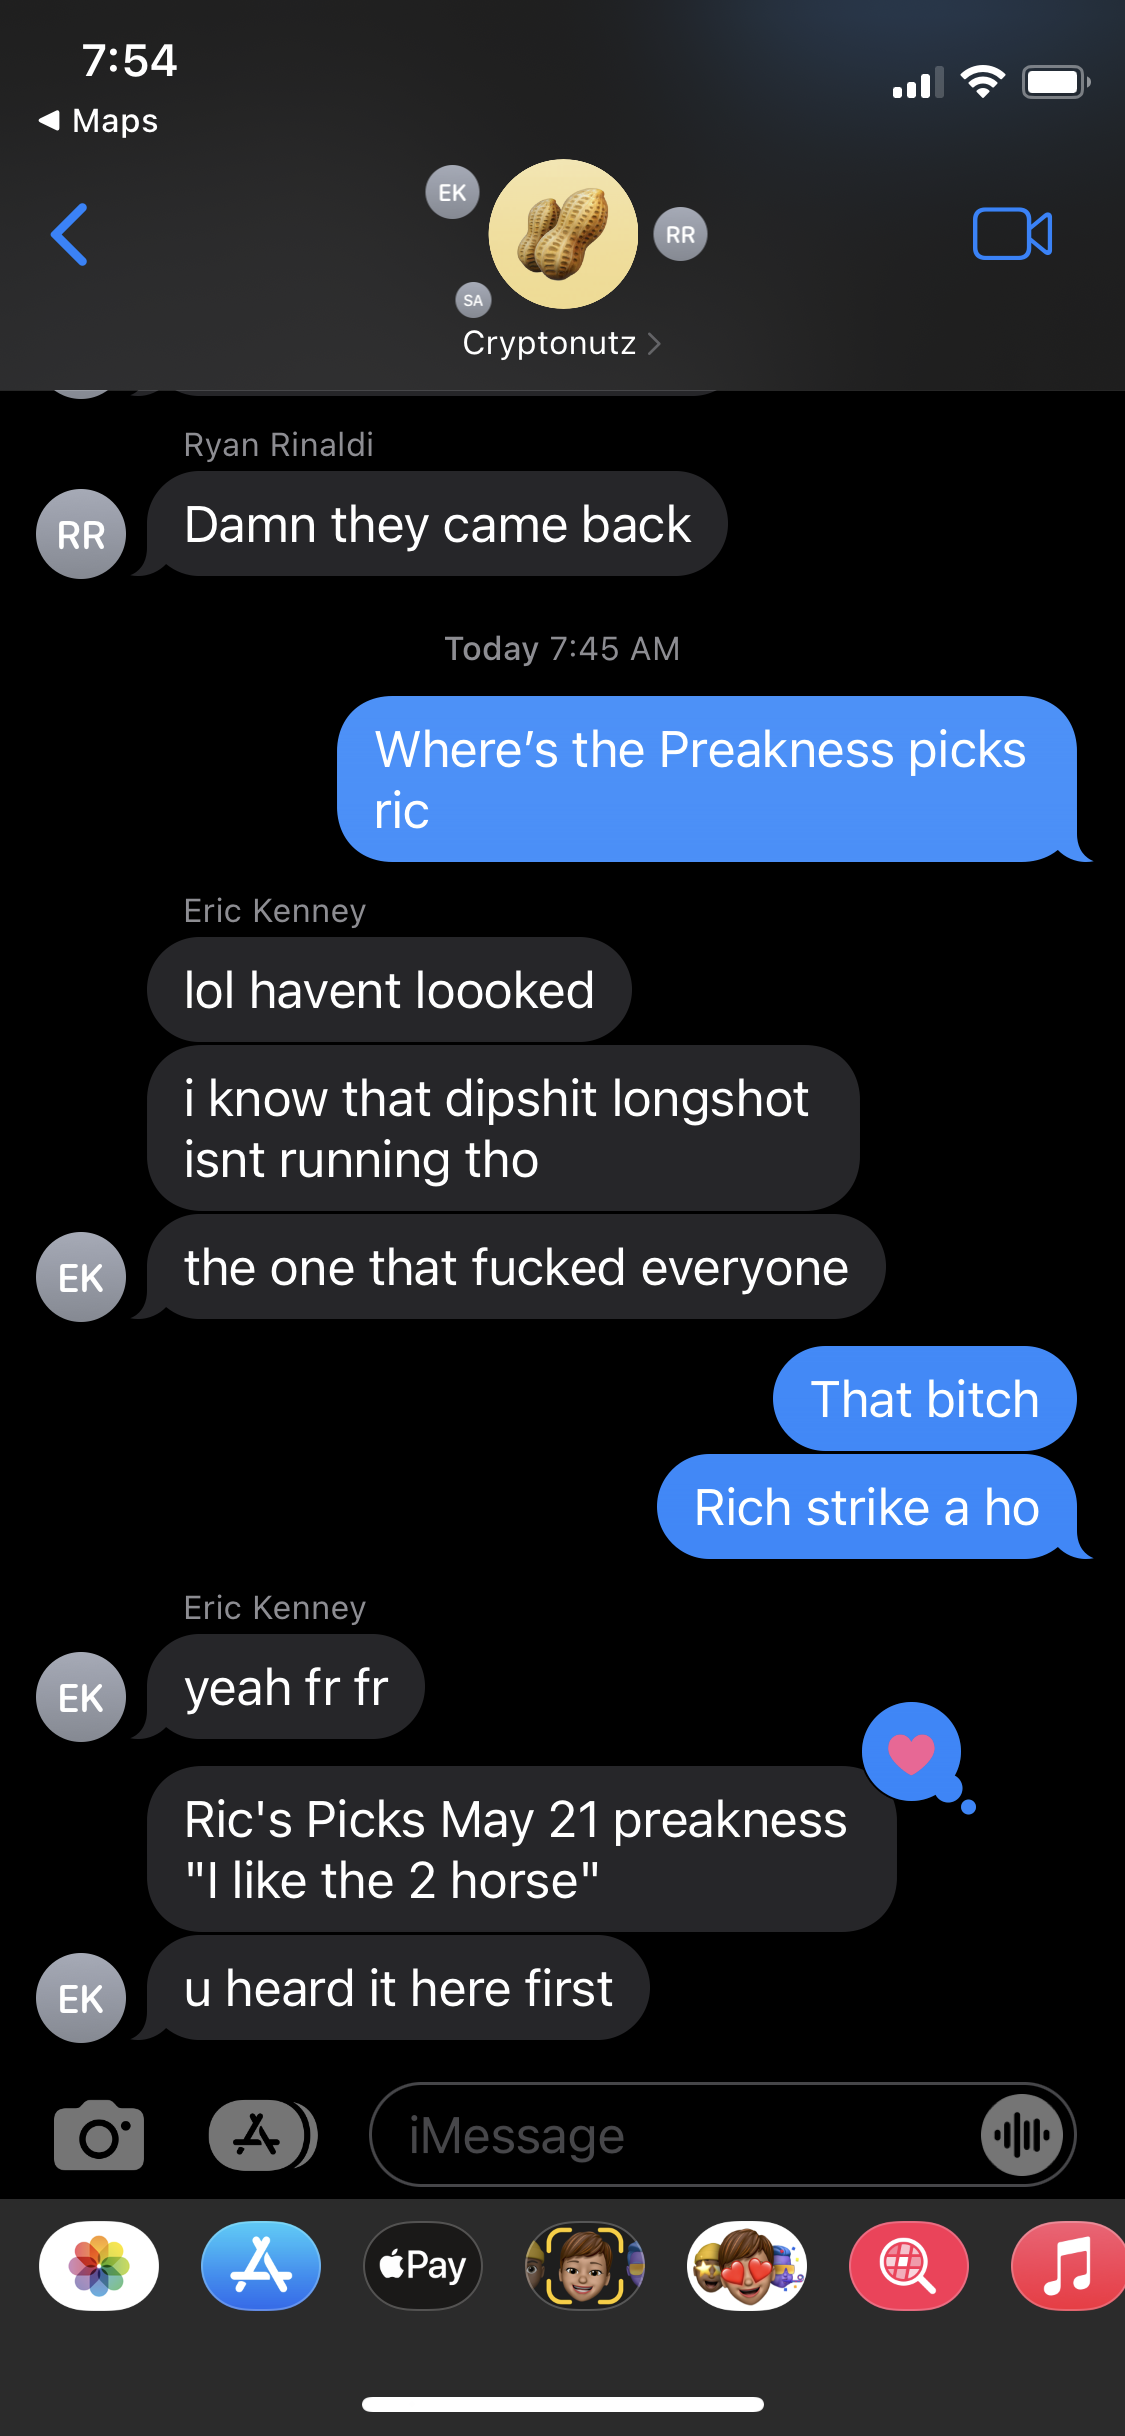 7:54
Maps
EK
RR
SA
Cryptonutz
Ryan Rinaldi
RR
Damn they came back
Today 7:45 AM
Where's the Preakness picks
ric
Eric Kenney
lol havent loooked
i know that dipshit longshot
isnt running tho
EK
the one that fucked everyone
That bitch
Rich strike a ho
Eric Kenney
EK
yeah fr fr
Ric's Picks May 21 preakness
"I like the 2 horse"
EK
u heard it here first
iMessage
Pay